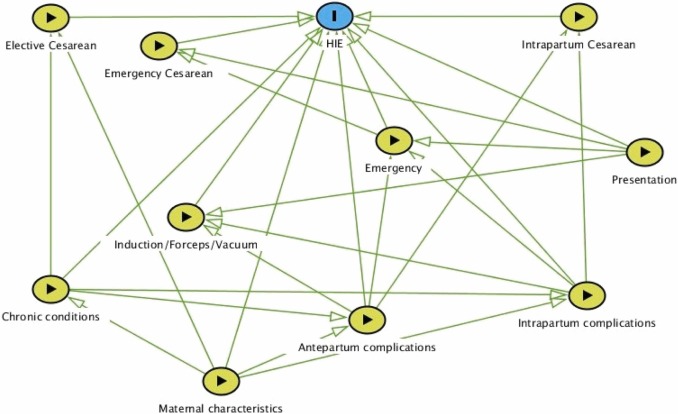 HIE
Elective Cesarean
Intrapartum Cesarean
Emergency Cesarean
Emergency
Presentation
Induction/Forceps/Vacuum
Chronic conditions
Intrapartum complications
Antepartum complications
Maternal characteristics